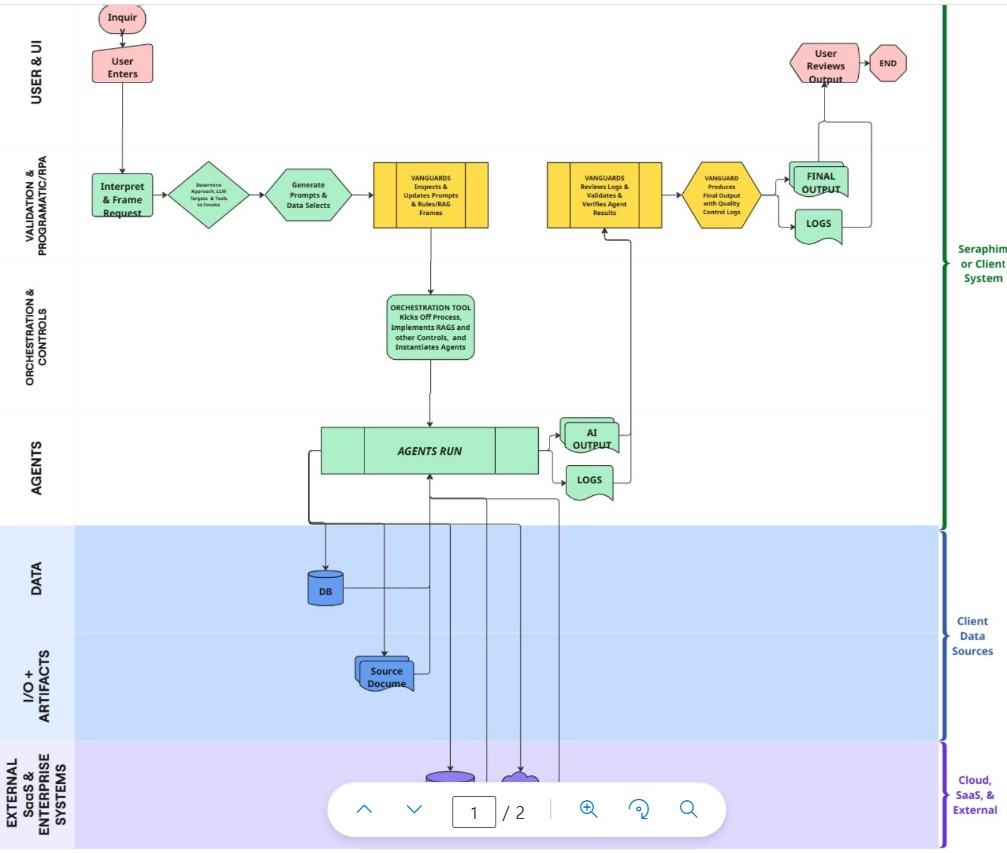 Inquir
y
User
Enters
User
Reviews
Output
END
USER & UI
Interpret
& Frame
Request
Determine
Approach, LLM
Targets & Tools
to Invoke
Generate
Prompts &
Data Selects
VANGUARDS
Inspects &
Updates Prompts
& Rules/RAG
Frames
VANGUARDS
Reviews Logs &
Validates &
Verifies Agent
Results
VANGUARD
Produces
Final Output
with Quality
Control Logs
FINAL
OUTPUT
LOGS
VALIDATION &
PROGRAMATIC/RPA
Seraphim
or Client
System
ORCHESTRATION &
CONTROLS
ORCHESTRATION TOOL
Kicks Off Process,
Implements RAGS and
other Controls, and
Instantiates Agents
AGENTS
AGENTS RUN
AI
OUTPUT
LOGS
DATA
DB
Client
Data
Sources
I/O +
ARTIFACTS
Source
Docume
EXTERNAL
SaaS &
ENTERPRISE
SYSTEMS
Cloud,
SaaS, &
External
1 / 2